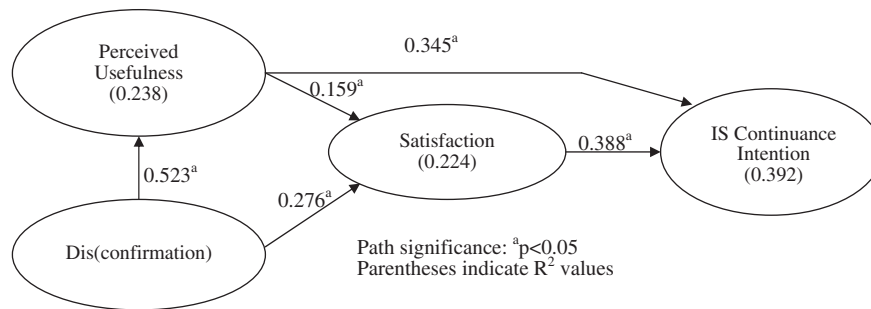 Perceived
Usefulness
(0.238)
0.345ᵃ
0.159ᵃ
Satisfaction
(0.224)
0.388ᵃ
IS Continuance
Intention
(0.392)
0.523ᵃ
0.276ᵃ
Dis(confirmation)
Path significance: ᵃp<0.05
Parentheses indicate R² values